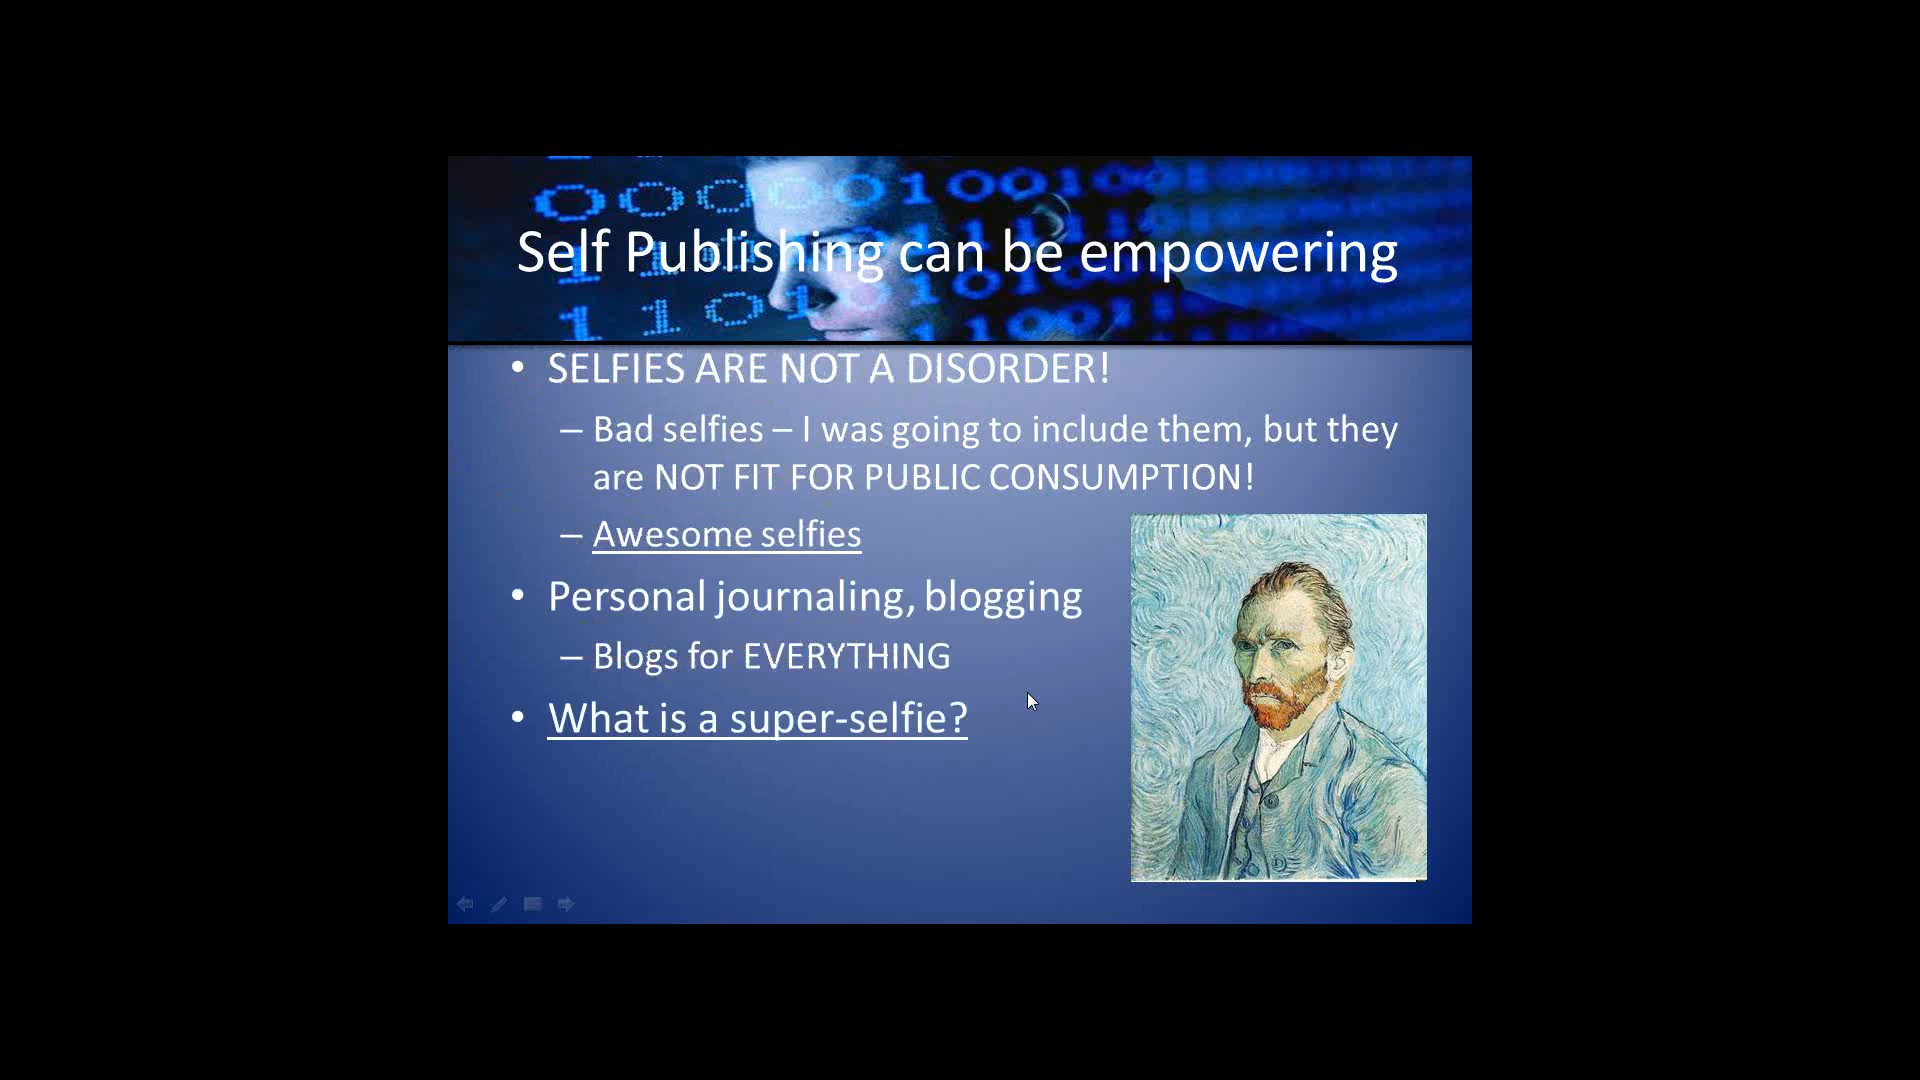 Self Publishing can be empowering
• SELFIES ARE NOT A DISORDER!
– Bad selfies – I was going to include them, but they
are NOT FIT FOR PUBLIC CONSUMPTION!
– Awesome selfies
• Personal journaling, blogging
– Blogs for EVERYTHING
• What is a super-selfie?